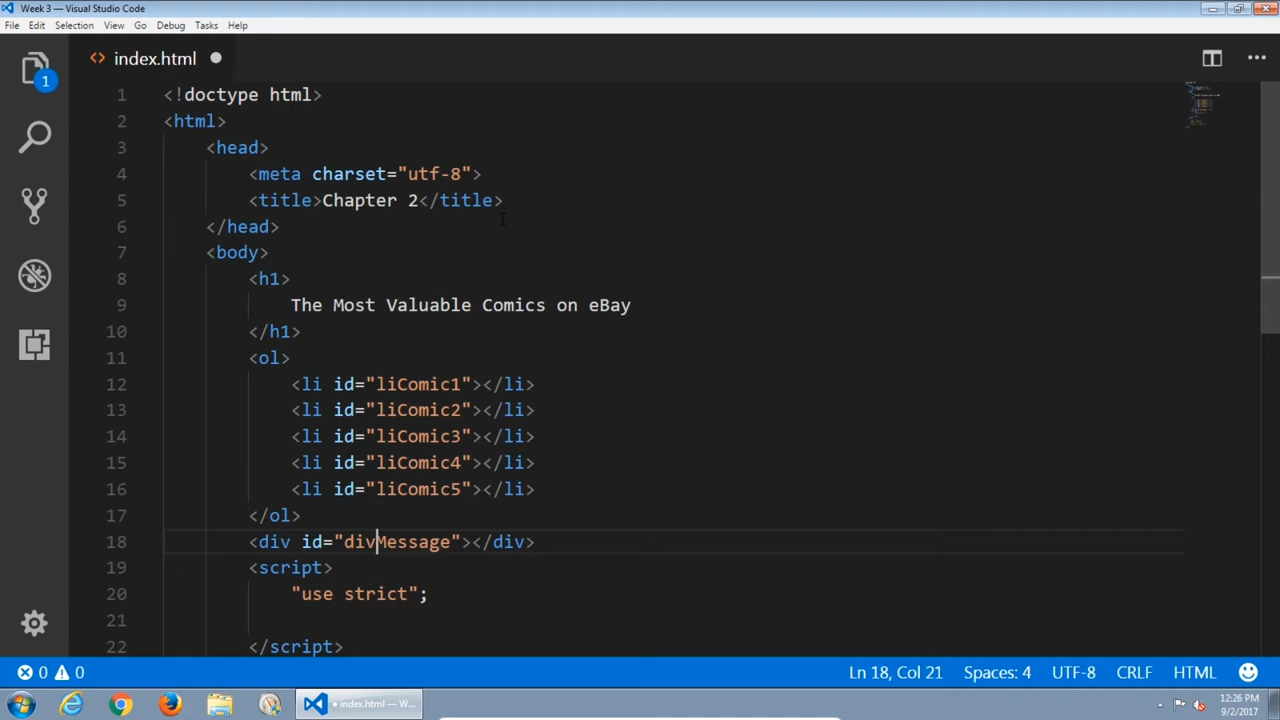 Week 3 — Visual Studio Code
File Edit Selection View Go Debug Tasks Help
<> index.html
1
1 <!doctype html>
2 <html>
3 <head>
4 <meta charset="utf-8">
5 <title>Chapter 2</title>
6 </head>
7 <body>
8 <h1>
9 The Most Valuable Comics on eBay
10 </h1>
11 <ol>
12 <li id="liComic1"></li>
13 <li id="liComic2"></li>
14 <li id="liComic3"></li>
15 <li id="liComic4"></li>
16 <li id="liComic5"></li>
17 </ol>
18 <div id="divMessage"></div>
19 <script>
20 "use strict";
21
22 </script>
0 0 Ln 18, Col 21 Spaces: 4 UTF-8 CRLF HTML
• index.html — W... 12:26 PM
9/2/2017